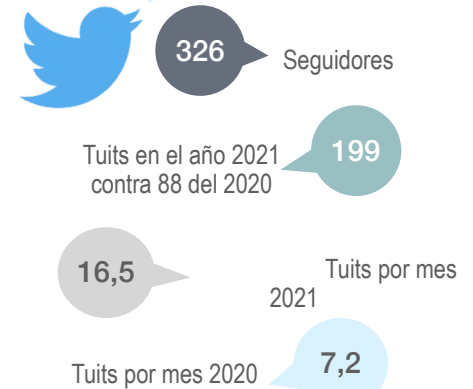 326
Seguidores
Tuits en el año 2021
contra 88 del 2020
199
16,5
Tuits por mes
2021
Tuits por mes 2020
7,2